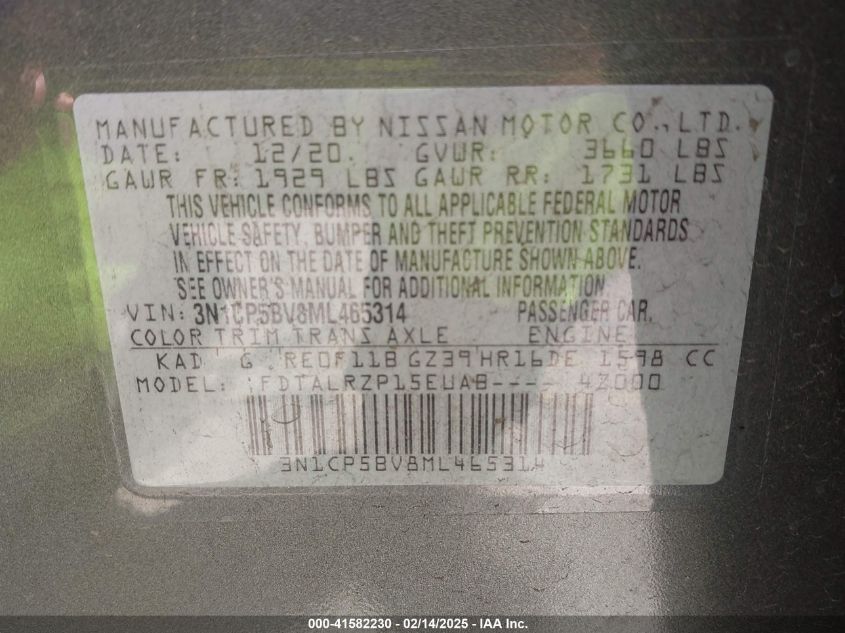 MANUFACTURED BY NISSAN MOTOR CO., LTD.
DATE: 12/20. GVWR: 3660 LBS
GAWR FR: 1929 LBS GAWR RR: 1731 LBS
THIS VEHICLE CONFORMS TO ALL APPLICABLE FEDERAL MOTOR
VEHICLE SAFETY, BUMPER AND THEFT PREVENTION STANDARDS
IN EFFECT ON THE DATE OF MANUFACTURE SHOWN ABOVE.
SEE OWNER'S MANUAL FOR ADDITIONAL INFORMATION
VIN: 3N1CP5BV8ML465314 PASSENGER CAR.
COLOR TRIM TRANS AXLE ENGINE
KAD G RE0F11B GZ39 HR16DE 1598 CC
MODEL: FDTALRZP15EUAB---- 4Z000
3N1CP5BV8ML465314
000-41582230 - 02/14/2025 - IAA Inc.